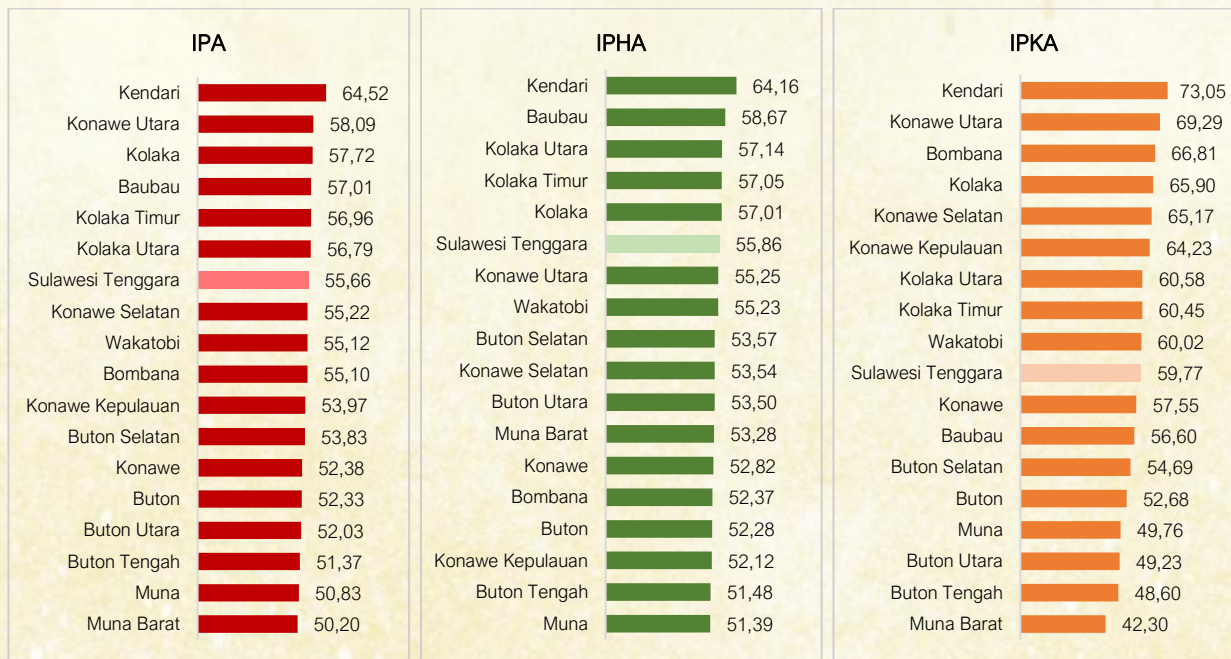 IPA
Kendari 64,52
Konawe Utara 58,09
Kolaka 57,72
Baubau 57,01
Kolaka Timur 56,96
Kolaka Utara 56,79
Sulawesi Tenggara 55,66
Konawe Selatan 55,22
Wakatobi 55,12
Bombana 55,10
Konawe Kepulauan 53,97
Buton Selatan 53,83
Konawe 52,38
Buton 52,33
Buton Utara 52,03
Buton Tengah 51,37
Muna 50,83
Muna Barat 50,20
IPHA
Kendari 64,16
Baubau 58,67
Kolaka Utara 57,14
Kolaka Timur 57,05
Kolaka 57,01
Sulawesi Tenggara 55,86
Konawe Utara 55,25
Wakatobi 55,23
Buton Selatan 53,57
Konawe Selatan 53,54
Buton Utara 53,50
Muna Barat 53,28
Konawe 52,82
Bombana 52,37
Buton 52,28
Konawe Kepulauan 52,12
Buton Tengah 51,48
Muna 51,39
IPKA
Kendari 73,05
Konawe Utara 69,29
Bombana 66,81
Kolaka 65,90
Konawe Selatan 65,17
Konawe Kepulauan 64,23
Kolaka Utara 60,58
Kolaka Timur 60,45
Wakatobi 60,02
Sulawesi Tenggara 59,77
Konawe 57,55
Baubau 56,60
Buton Selatan 54,69
Buton 52,68
Muna 49,76
Buton Utara 49,23
Buton Tengah 48,60
Muna Barat 42,30